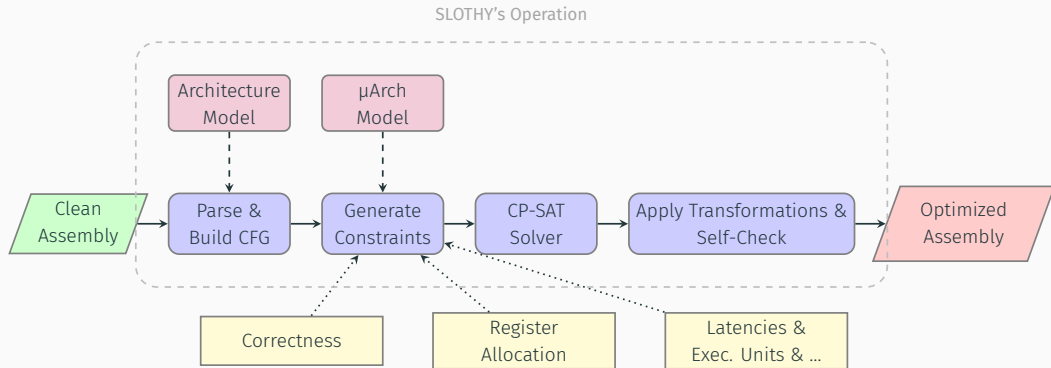 SLOTHY’s Operation
Architecture
Model
µArch
Model
Clean
Assembly
Parse &
Build CFG
Generate
Constraints
CP-SAT
Solver
Apply Transformations &
Self-Check
Optimized
Assembly
Correctness
Register
Allocation
Latencies &
Exec. Units & ...